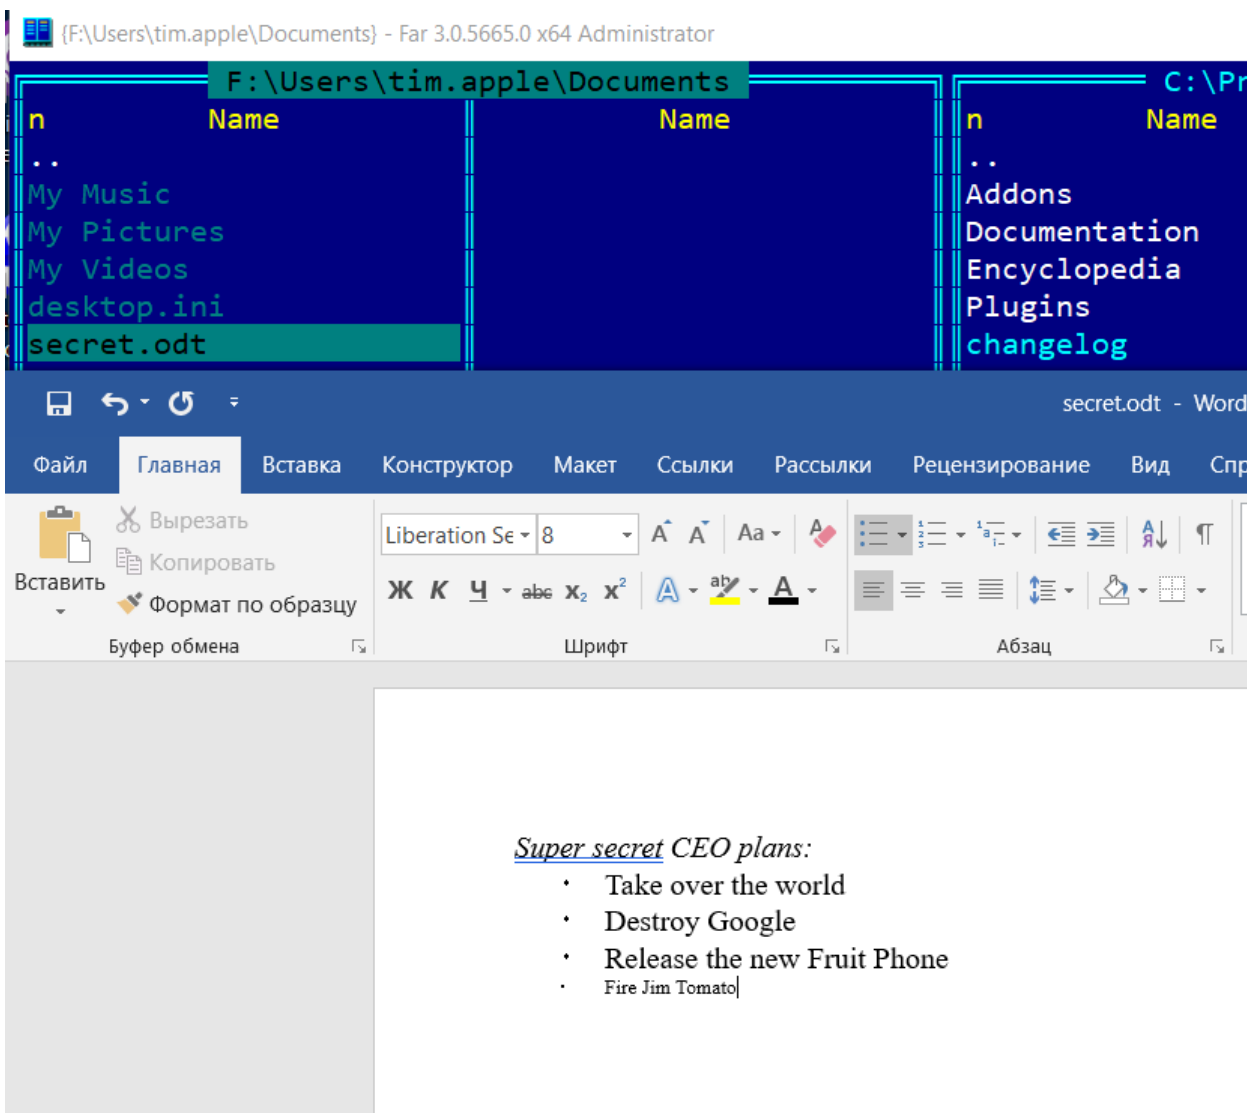 {F:\Users\tim.apple\Documents} - Far 3.0.5665.0 x64 Administrator
F:\Users\tim.apple\Documents C:\Pr
n Name Name n Name
.. ..
My Music Addons
My Pictures Documentation
My Videos Encyclopedia
desktop.ini Plugins
secret.odt changelog
secret.odt - Word
Файл Главная Вставка Конструктор Макет Ссылки Рассылки Рецензирование Вид Спр
Вырезать
Копировать
Вставить
Формат по образцу
Буфер обмена
Liberation Se 8 Aa
Ж К Ч abc x₂ x² A
Шрифт
Абзац
Super secret CEO plans:
· Take over the world
· Destroy Google
· Release the new Fruit Phone
· Fire Jim Tomato